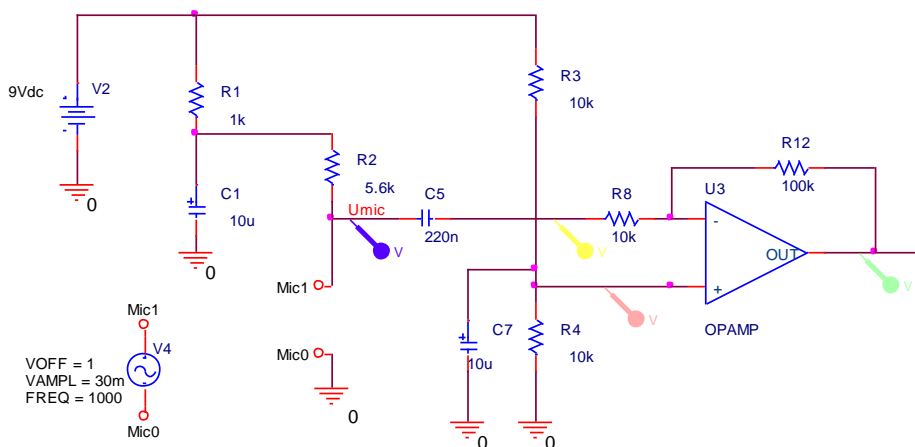 9Vdc
V2
0
R1
1k
C1
10u
0
R2
5.6k
Umic
V
C5
220n
Mic1
Mic0
0
Mic1
V4
VOFF = 1
VAMPL = 30m
FREQ = 1000
Mic0
R3
10k
V
R8
10k
R12
100k
U3
-
OUT
+
OPAMP
V
V
C7
10u
0
R4
10k
0